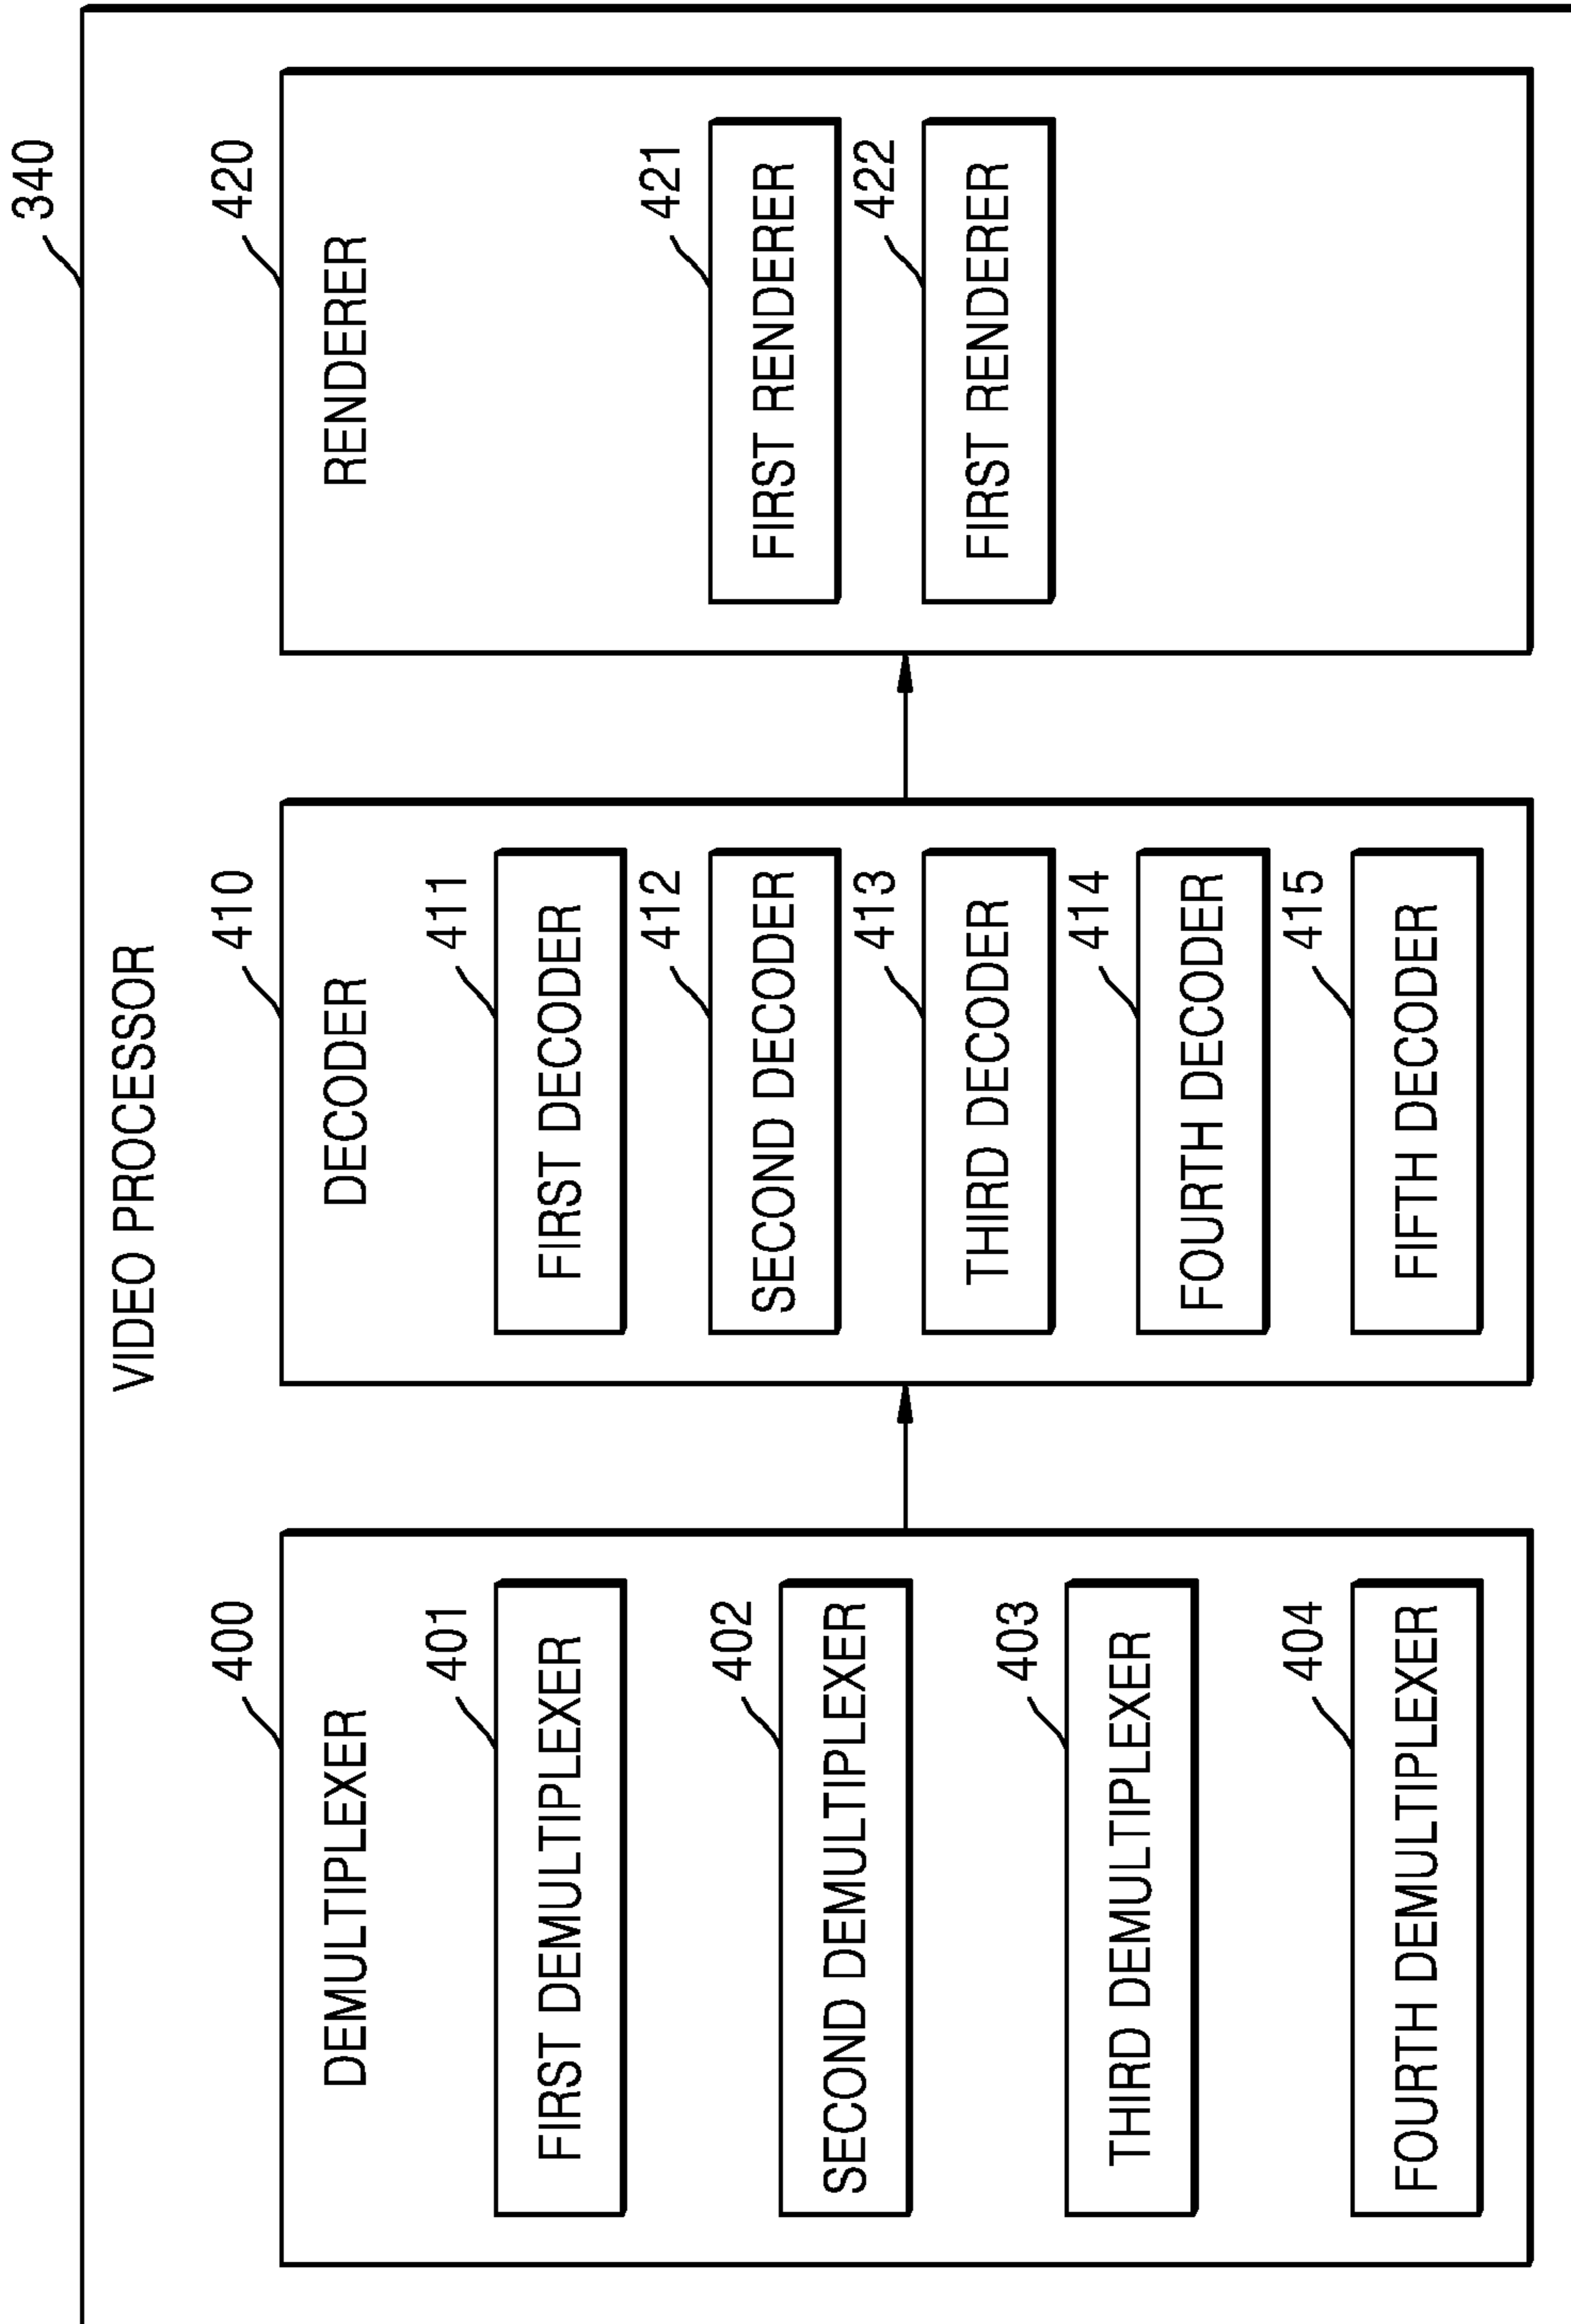 340
VIDEO PROCESSOR
400
DEMULTIPLEXER
401
FIRST DEMULTIPLEXER
402
SECOND DEMULTIPLEXER
403
THIRD DEMULTIPLEXER
404
FOURTH DEMULTIPLEXER
410
DECODER
411
FIRST DECODER
412
SECOND DECODER
413
THIRD DECODER
414
FOURTH DECODER
415
FIFTH DECODER
420
RENDERER
421
FIRST RENDERER
422
FIRST RENDERER